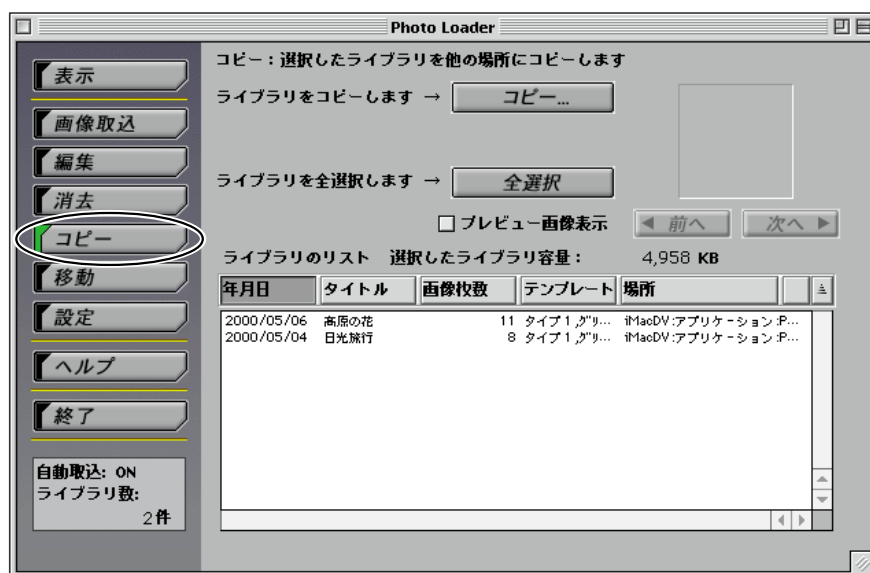 Photo Loader
表示
画像取込
編集
消去
コピー
移動
設定
ヘルプ
終了
自動取込: ON
ライブラリ数:
2件
コピー：選択したライブラリを他の場所にコピーします
ライブラリをコピーします → コピー...
ライブラリを全選択します → 全選択
プレビュー画像表示 前へ 次へ
ライブラリのリスト 選択したライブラリ容量： 4,958 KB
年月日 タイトル 画像枚数 テンプレート 場所
2000/05/06 高原の花 11 タイプ1,グリ... iMacDV:アプリケーション:P...
2000/05/04 日光旅行 8 タイプ1,グリ... iMacDV:アプリケーション:P...